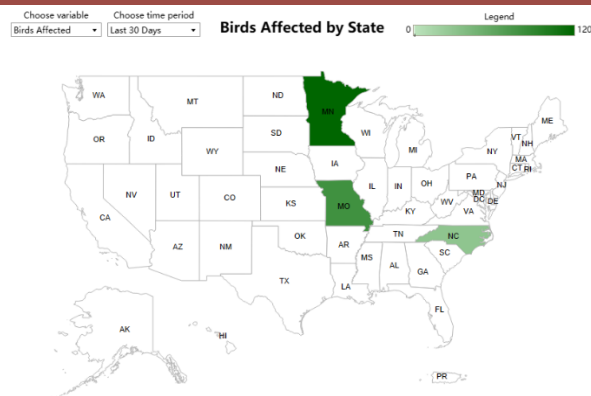 Choose variable
Choose time period
Birds Affected
Last 30 Days
Birds Affected by State
Legend
0
120
WA
MT
ND
MN
ME
OR
ID
SD
WI
VT
NH
WY
MI
NY
MA
CT
RI
IA
NE
PA
NJ
NV
UT
CO
IL
IN
OH
MD
DC
DE
CA
KS
MO
WV
VA
KY
AZ
NM
OK
AR
TN
NC
SC
MS
AL
GA
TX
LA
FL
AK
HI
PR